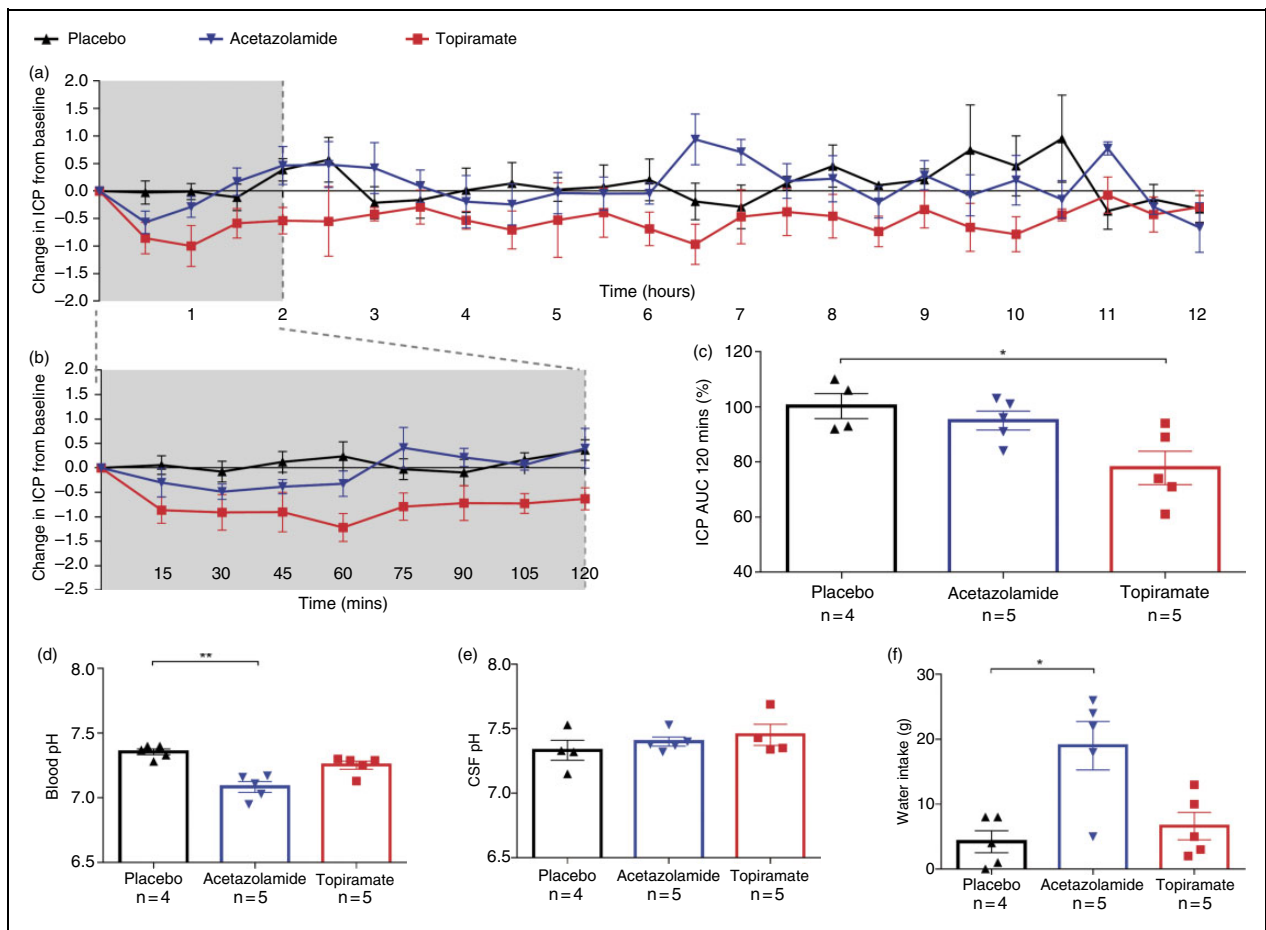 Placebo Acetazolamide Topiramate
(a)
Change in ICP from baseline
2.0
1.5
1.0
0.5
0.0
−0.5
−1.0
−1.5
−2.0
Time (hours)
1 2 3 4 5 6 7 8 9 10 11 12
(b)
Change in ICP from baseline
2.0
1.5
1.0
0.5
0.0
−0.5
−1.0
−1.5
−2.0
−2.5
15 30 45 60 75 90 105 120
Time (mins)
(c)
ICP AUC 120 mins (%)
120
100
80
60
40
*
Placebo Acetazolamide Topiramate
n=4 n=5 n=5
(d)
Blood pH
8.0
7.5
7.0
6.5
**
Placebo Acetazolamide Topiramate
n=4 n=5 n=5
(e)
CSF pH
8.0
7.5
7.0
6.5
Placebo Acetazolamide Topiramate
n=4 n=5 n=5
(f)
Water intake (g)
30
20
10
0
*
Placebo Acetazolamide Topiramate
n=4 n=5 n=5